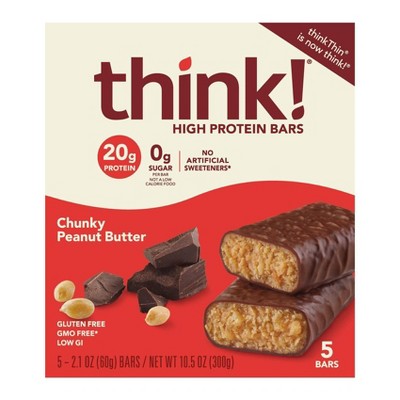 thinkThin®
is now think!®
think!®
HIGH PROTEIN BARS
20g
PROTEIN
0g
SUGAR
PER BAR
NOT A LOW
CALORIE FOOD
NO
ARTIFICIAL
SWEETENERS*
Chunky
Peanut Butter
GLUTEN FREE
GMO FREE*
LOW GI
5 – 2.1 OZ (60g) BARS / NET WT 10.5 OZ (300g)
5
BARS